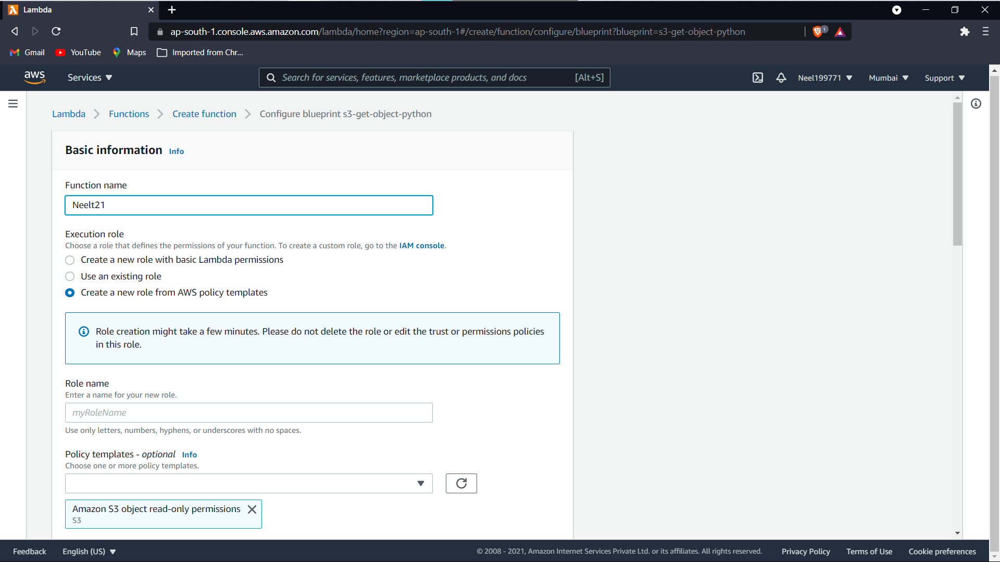 Lambda
ap-south-1.console.aws.amazon.com/lambda/home?region=ap-south-1#/create/function/configure/blueprint?blueprint=s3-get-object-python
1
Gmail YouTube Maps Imported from Chr...
aws Services Search for services, features, marketplace products, and docs [Alt+S] Neel199771 Mumbai Support
Lambda Functions Create function Configure blueprint s3-get-object-python
Basic information Info
Function name
Neelt21
Execution role
Choose a role that defines the permissions of your function. To create a custom role, go to the IAM console.
Create a new role with basic Lambda permissions
Use an existing role
Create a new role from AWS policy templates
Role creation might take a few minutes. Please do not delete the role or edit the trust or permissions policies
in this role.
Role name
Enter a name for your new role.
myRoleName
Use only letters, numbers, hyphens, or underscores with no spaces.
Policy templates - optional Info
Choose one or more policy templates.
Amazon S3 object read-only permissions
S3
Feedback English (US) © 2008 - 2021, Amazon Internet Services Private Ltd. or its affiliates. All rights reserved. Privacy Policy Terms of Use Cookie preferences